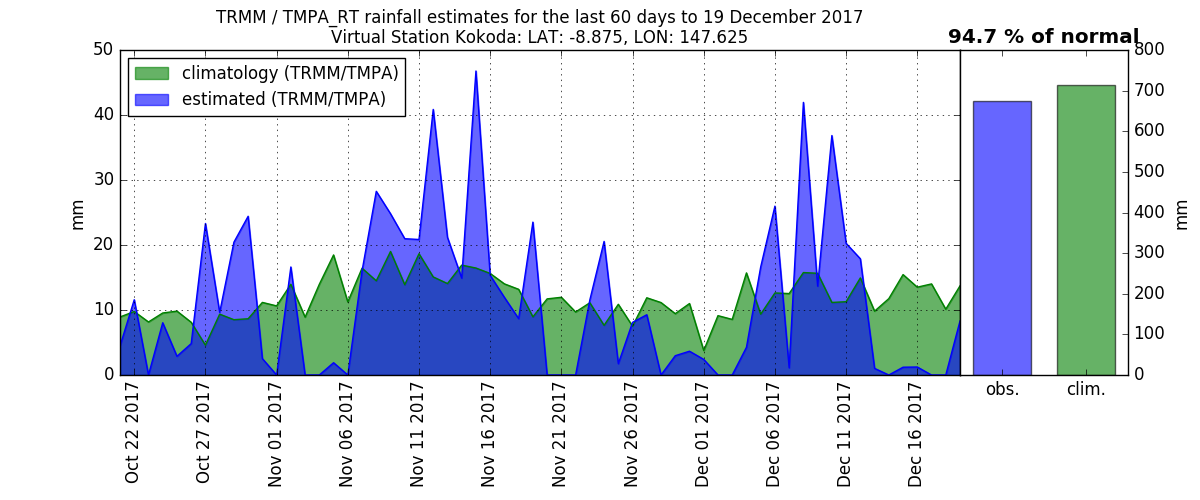 TRMM / TMPA_RT rainfall estimates for the last 60 days to 19 December 2017
Virtual Station Kokoda: LAT: -8.875, LON: 147.625
94.7 % of normal
climatology (TRMM/TMPA)
estimated (TRMM/TMPA)
mm
50
40
30
20
10
0
Oct 22 2017
Oct 27 2017
Nov 01 2017
Nov 06 2017
Nov 11 2017
Nov 16 2017
Nov 21 2017
Nov 26 2017
Dec 01 2017
Dec 06 2017
Dec 11 2017
Dec 16 2017
800
700
600
500
400
300
200
100
0
mm
obs.
clim.